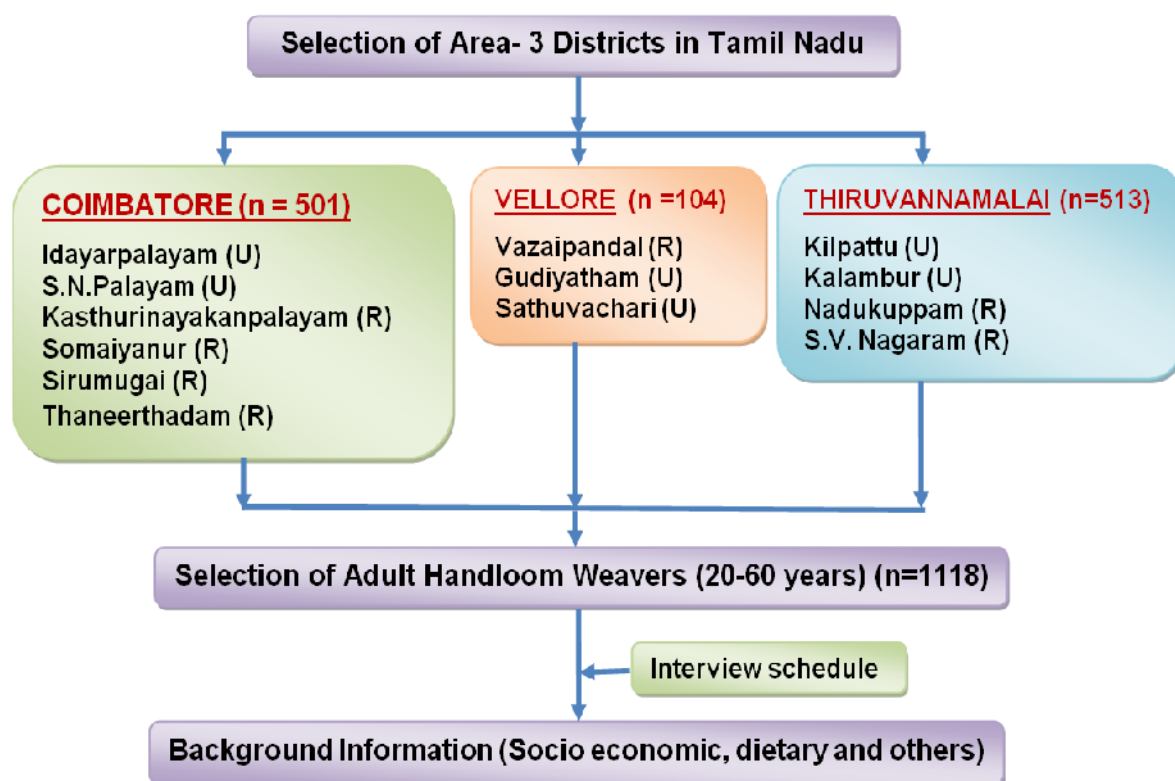 Selection of Area- 3 Districts in Tamil Nadu
COIMBATORE (n = 501)
Idayarpalayam (U)
S.N.Palayam (U)
Kasthurinayakanpalayam (R)
Somaiyanur (R)
Sirumugai (R)
Thaneerthadam (R)
VELLORE (n =104)
Vazaipandal (R)
Gudiyatham (U)
Sathuvachari (U)
THIRUVANNAMALAI (n=513)
Kilpattu (U)
Kalambur (U)
Nadukuppam (R)
S.V. Nagaram (R)
Selection of Adult Handloom Weavers (20-60 years) (n=1118)
Interview schedule
Background Information (Socio economic, dietary and others)